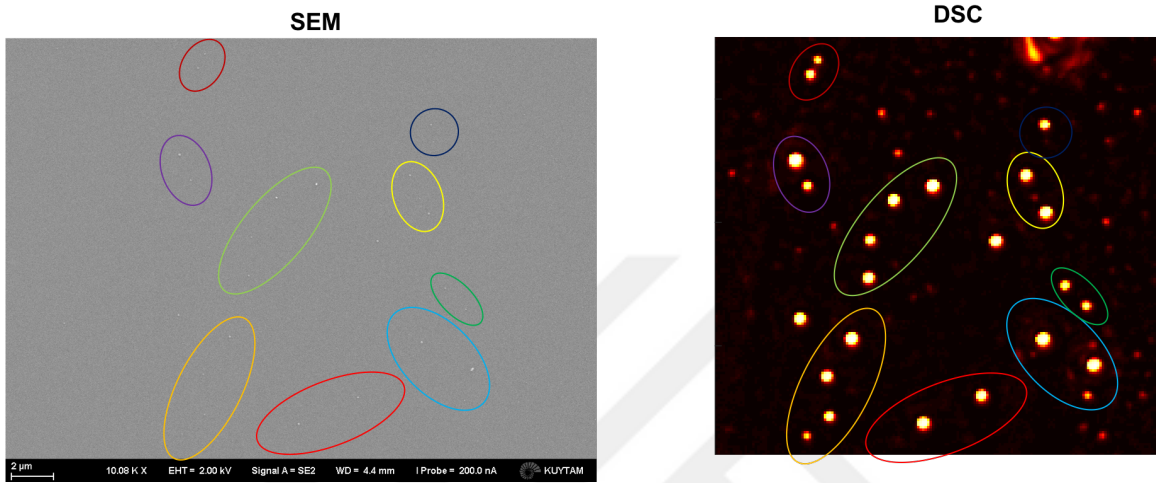 SEM
DSC
2 µm
10.08 K X
EHT = 2.00 kV
Signal A = SE2
WD = 4.4 mm
I Probe = 200.0 nA
KUYTAM